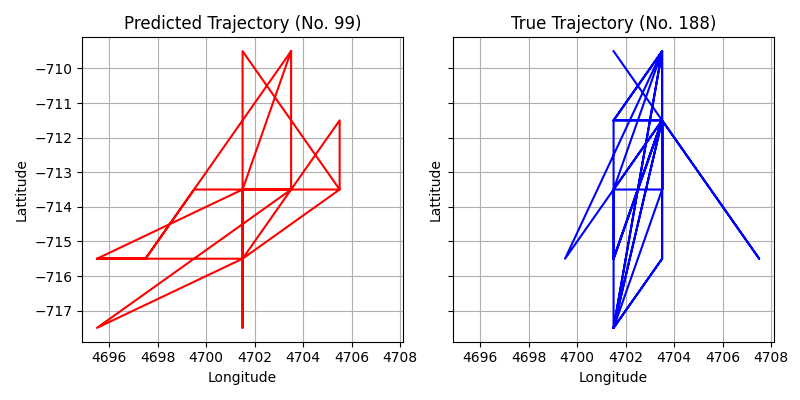 Predicted Trajectory (No. 99)
−710
−711
−712
−713
−714
−715
−716
−717
Lattitude
4696 4698 4700 4702 4704 4706 4708
Longitude
True Trajectory (No. 188)
Lattitude
4696 4698 4700 4702 4704 4706 4708
Longitude